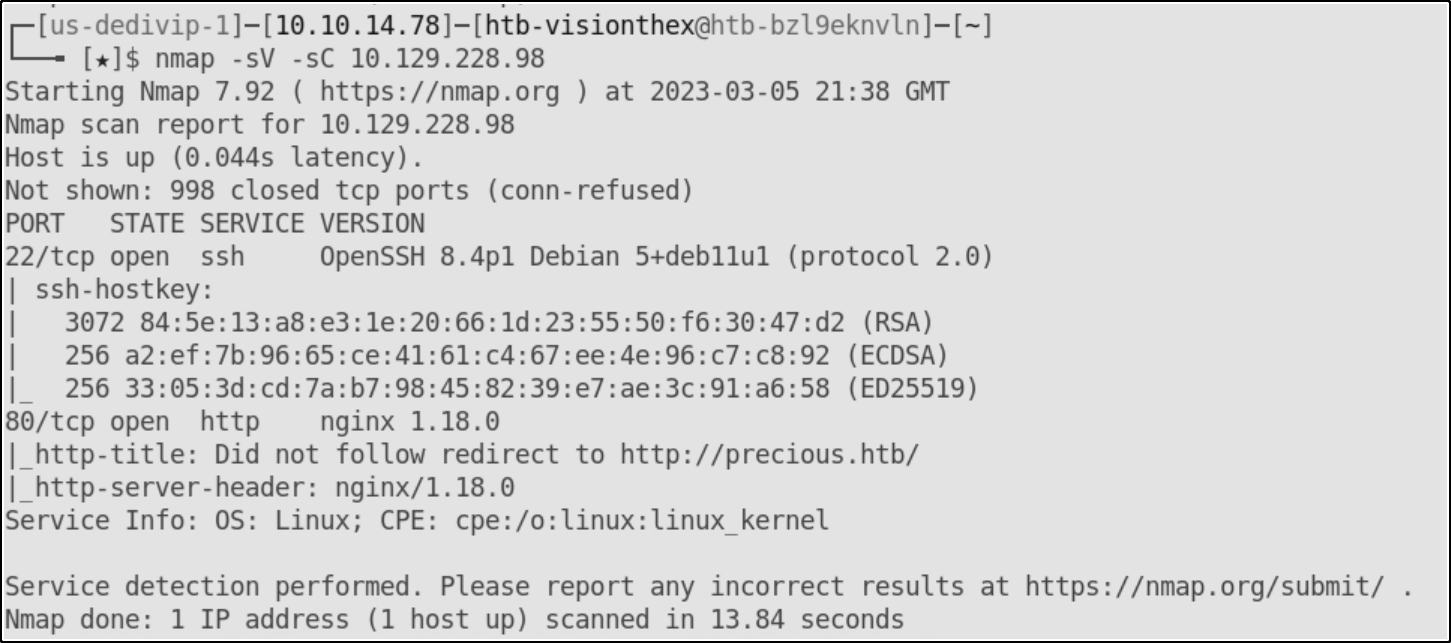 ┌─[us-dedivip-1]─[10.10.14.78]─[htb-visionthex@htb-bzl9eknvln]─[~]
└──╼ [★]$ nmap -sV -sC 10.129.228.98
Starting Nmap 7.92 ( https://nmap.org ) at 2023-03-05 21:38 GMT
Nmap scan report for 10.129.228.98
Host is up (0.044s latency).
Not shown: 998 closed tcp ports (conn-refused)
PORT   STATE SERVICE VERSION
22/tcp open  ssh     OpenSSH 8.4p1 Debian 5+deb11u1 (protocol 2.0)
| ssh-hostkey:
|   3072 84:5e:13:a8:e3:1e:20:66:1d:23:55:50:f6:30:47:d2 (RSA)
|   256 a2:ef:7b:96:65:ce:41:61:c4:67:ee:4e:96:c7:c8:92 (ECDSA)
|_  256 33:05:3d:cd:7a:b7:98:45:82:39:e7:ae:3c:91:a6:58 (ED25519)
80/tcp open  http    nginx 1.18.0
|_http-title: Did not follow redirect to http://precious.htb/
|_http-server-header: nginx/1.18.0
Service Info: OS: Linux; CPE: cpe:/o:linux:linux_kernel
Service detection performed. Please report any incorrect results at https://nmap.org/submit/ .
Nmap done: 1 IP address (1 host up) scanned in 13.84 seconds